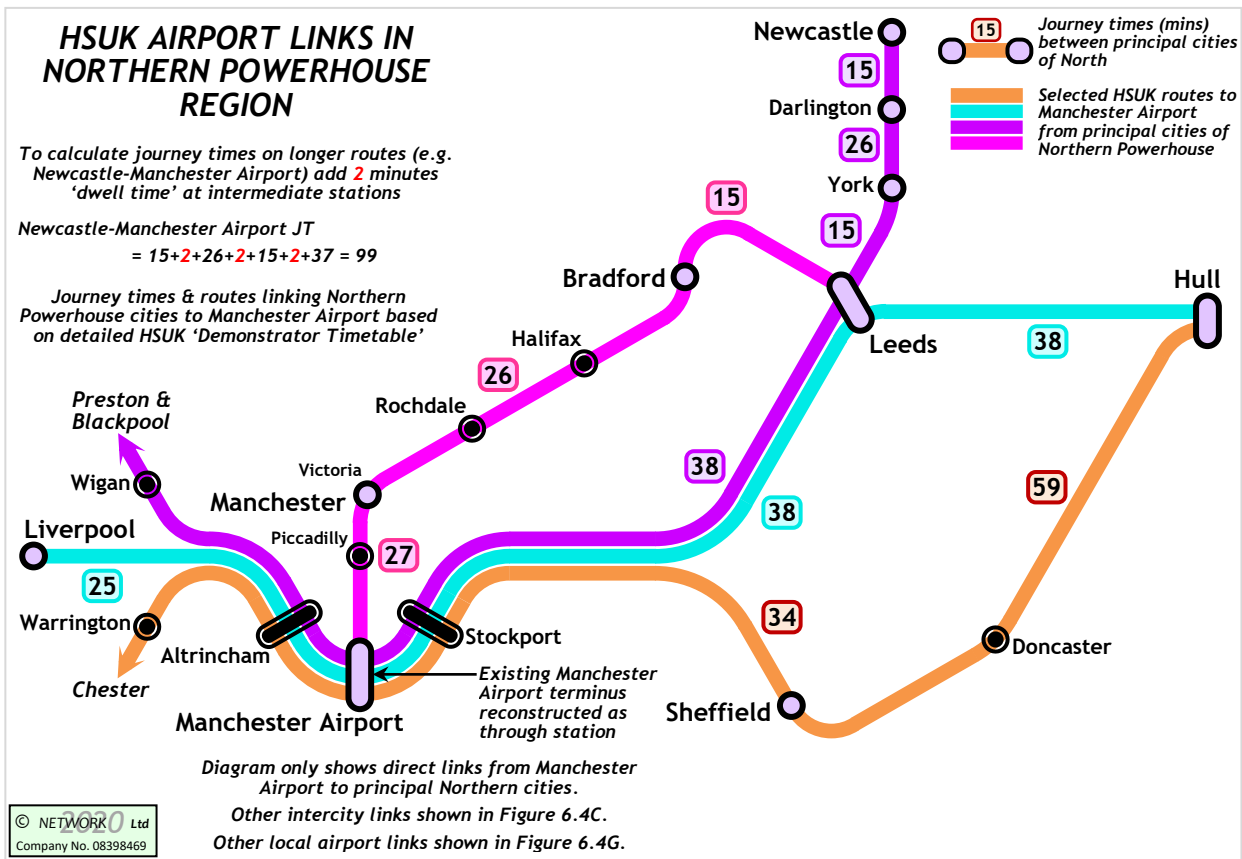 HSUK AIRPORT LINKS IN
NORTHERN POWERHOUSE
REGION
To calculate journey times on longer routes (e.g.
Newcastle-Manchester Airport) add 2 minutes
‘dwell time’ at intermediate stations
Newcastle-Manchester Airport JT
= 15+2+26+2+15+2+37 = 99
Journey times & routes linking Northern
Powerhouse cities to Manchester Airport based
on detailed HSUK ‘Demonstrator Timetable’
15
Journey times (mins)
between principal cities
of North
Selected HSUK routes to
Manchester Airport
from principal cities of
Northern Powerhouse
Newcastle
15
Darlington
26
York
15
15
Bradford
Leeds
Hull
38
Halifax
26
Rochdale
Preston &
Blackpool
Wigan
Victoria
Manchester
Piccadilly
27
38
38
59
Liverpool
25
Warrington
Altrincham
Chester
Stockport
34
Doncaster
Sheffield
Manchester Airport
Existing Manchester
Airport terminus
reconstructed as
through station
Diagram only shows direct links from Manchester
Airport to principal Northern cities.
Other intercity links shown in Figure 6.4C.
Other local airport links shown in Figure 6.4G.
© NETWORK 2020 Ltd
Company No. 08398469